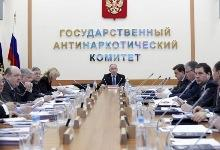 ГОСУДАРСТВЕННЫЙ
АНТИНАРКОТИЧЕСКИЙ
КОМИТЕТ